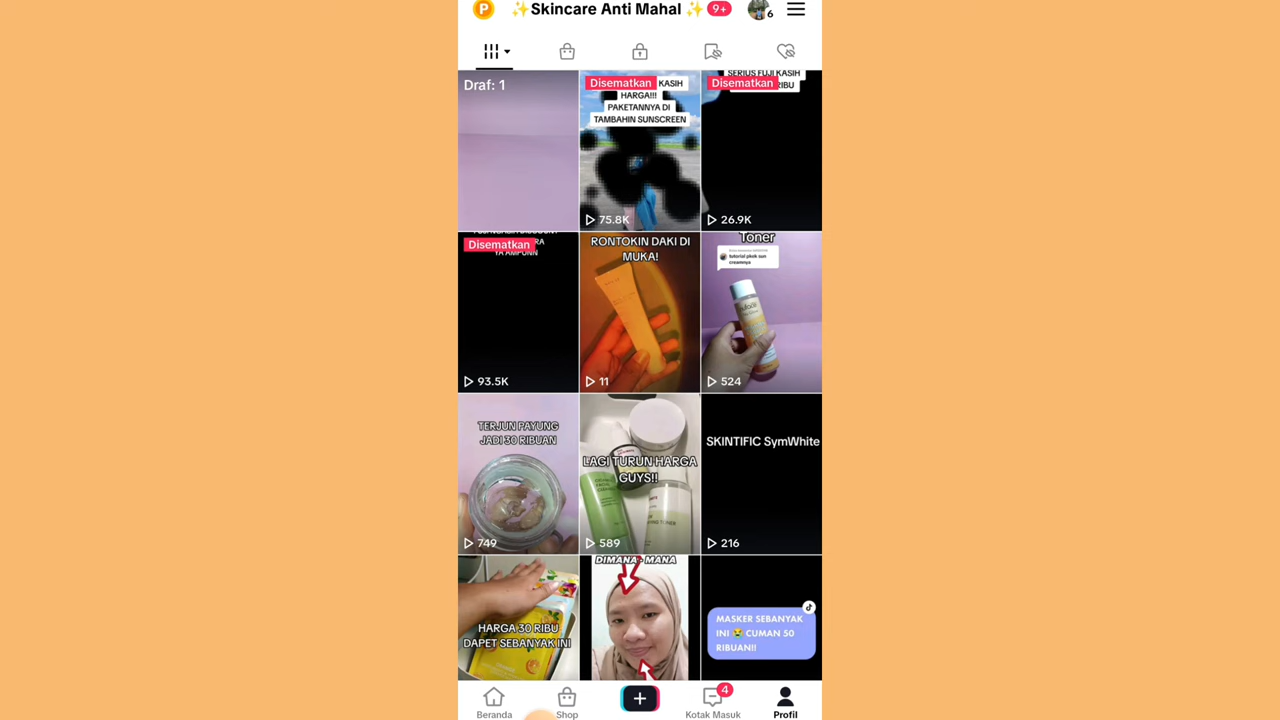 P
✨Skincare Anti Mahal ✨ 9+
6
Draf: 1
Disematkan KASIH
HARGA!!!
PAKETANNYA DI
TAMBAHIN SUNSCREEN
75.8K
SERIUS FUJI KASIH
Disematkan IBU
26.9K
Disematkan
YA AMPUNN
93.5K
RONTOKIN DAKI DI
MUKA!
11
Toner
tutorial pkek sun
creamnya
524
TERJUN PAYUNG
JADI 30 RIBUAN
749
LAGI TURUN HARGA
GUYS!!
589
SKINTIFIC SymWhite
216
HARGA 30 RIBU
DAPET SEBANYAK INI
DIMANA - MANA
MASKER SEBANYAK
INI 😭 CUMAN 50
RIBUAN!!
Beranda
Shop
4
Kotak Masuk
Profil